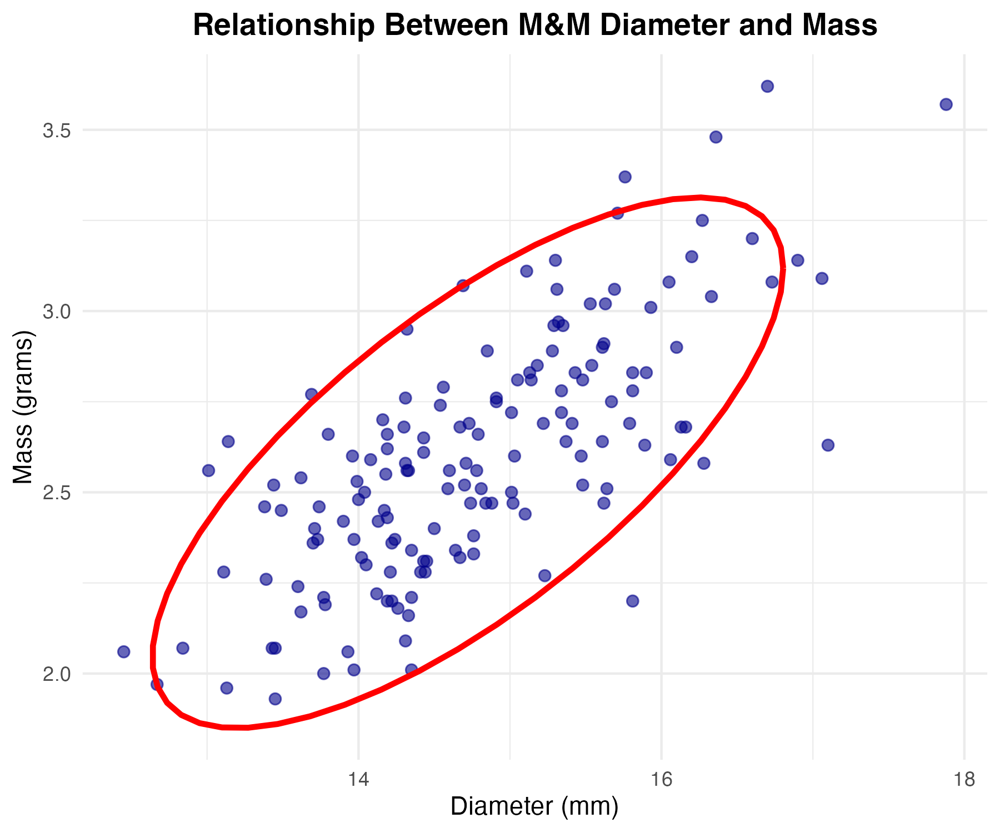 Relationship Between M&M Diameter and Mass
Mass (grams)
3.5
3.0
2.5
2.0
14 16 18
Diameter (mm)